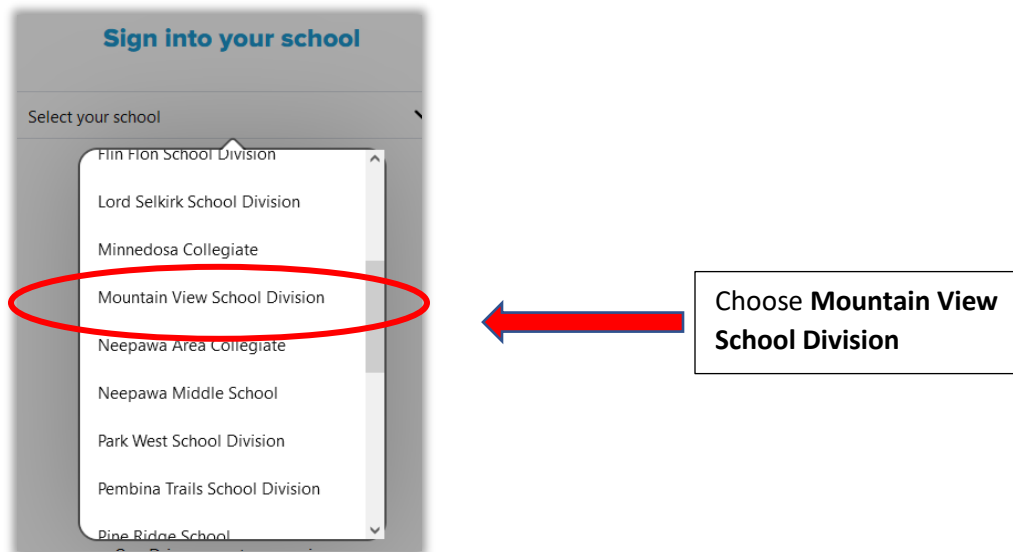 Sign into your school
Select your school
Flin Flon School Division
Lord Selkirk School Division
Minnedosa Collegiate
Mountain View School Division
Neepawa Area Collegiate
Neepawa Middle School
Park West School Division
Pembina Trails School Division
Pine Ridge School
Choose Mountain View
School Division